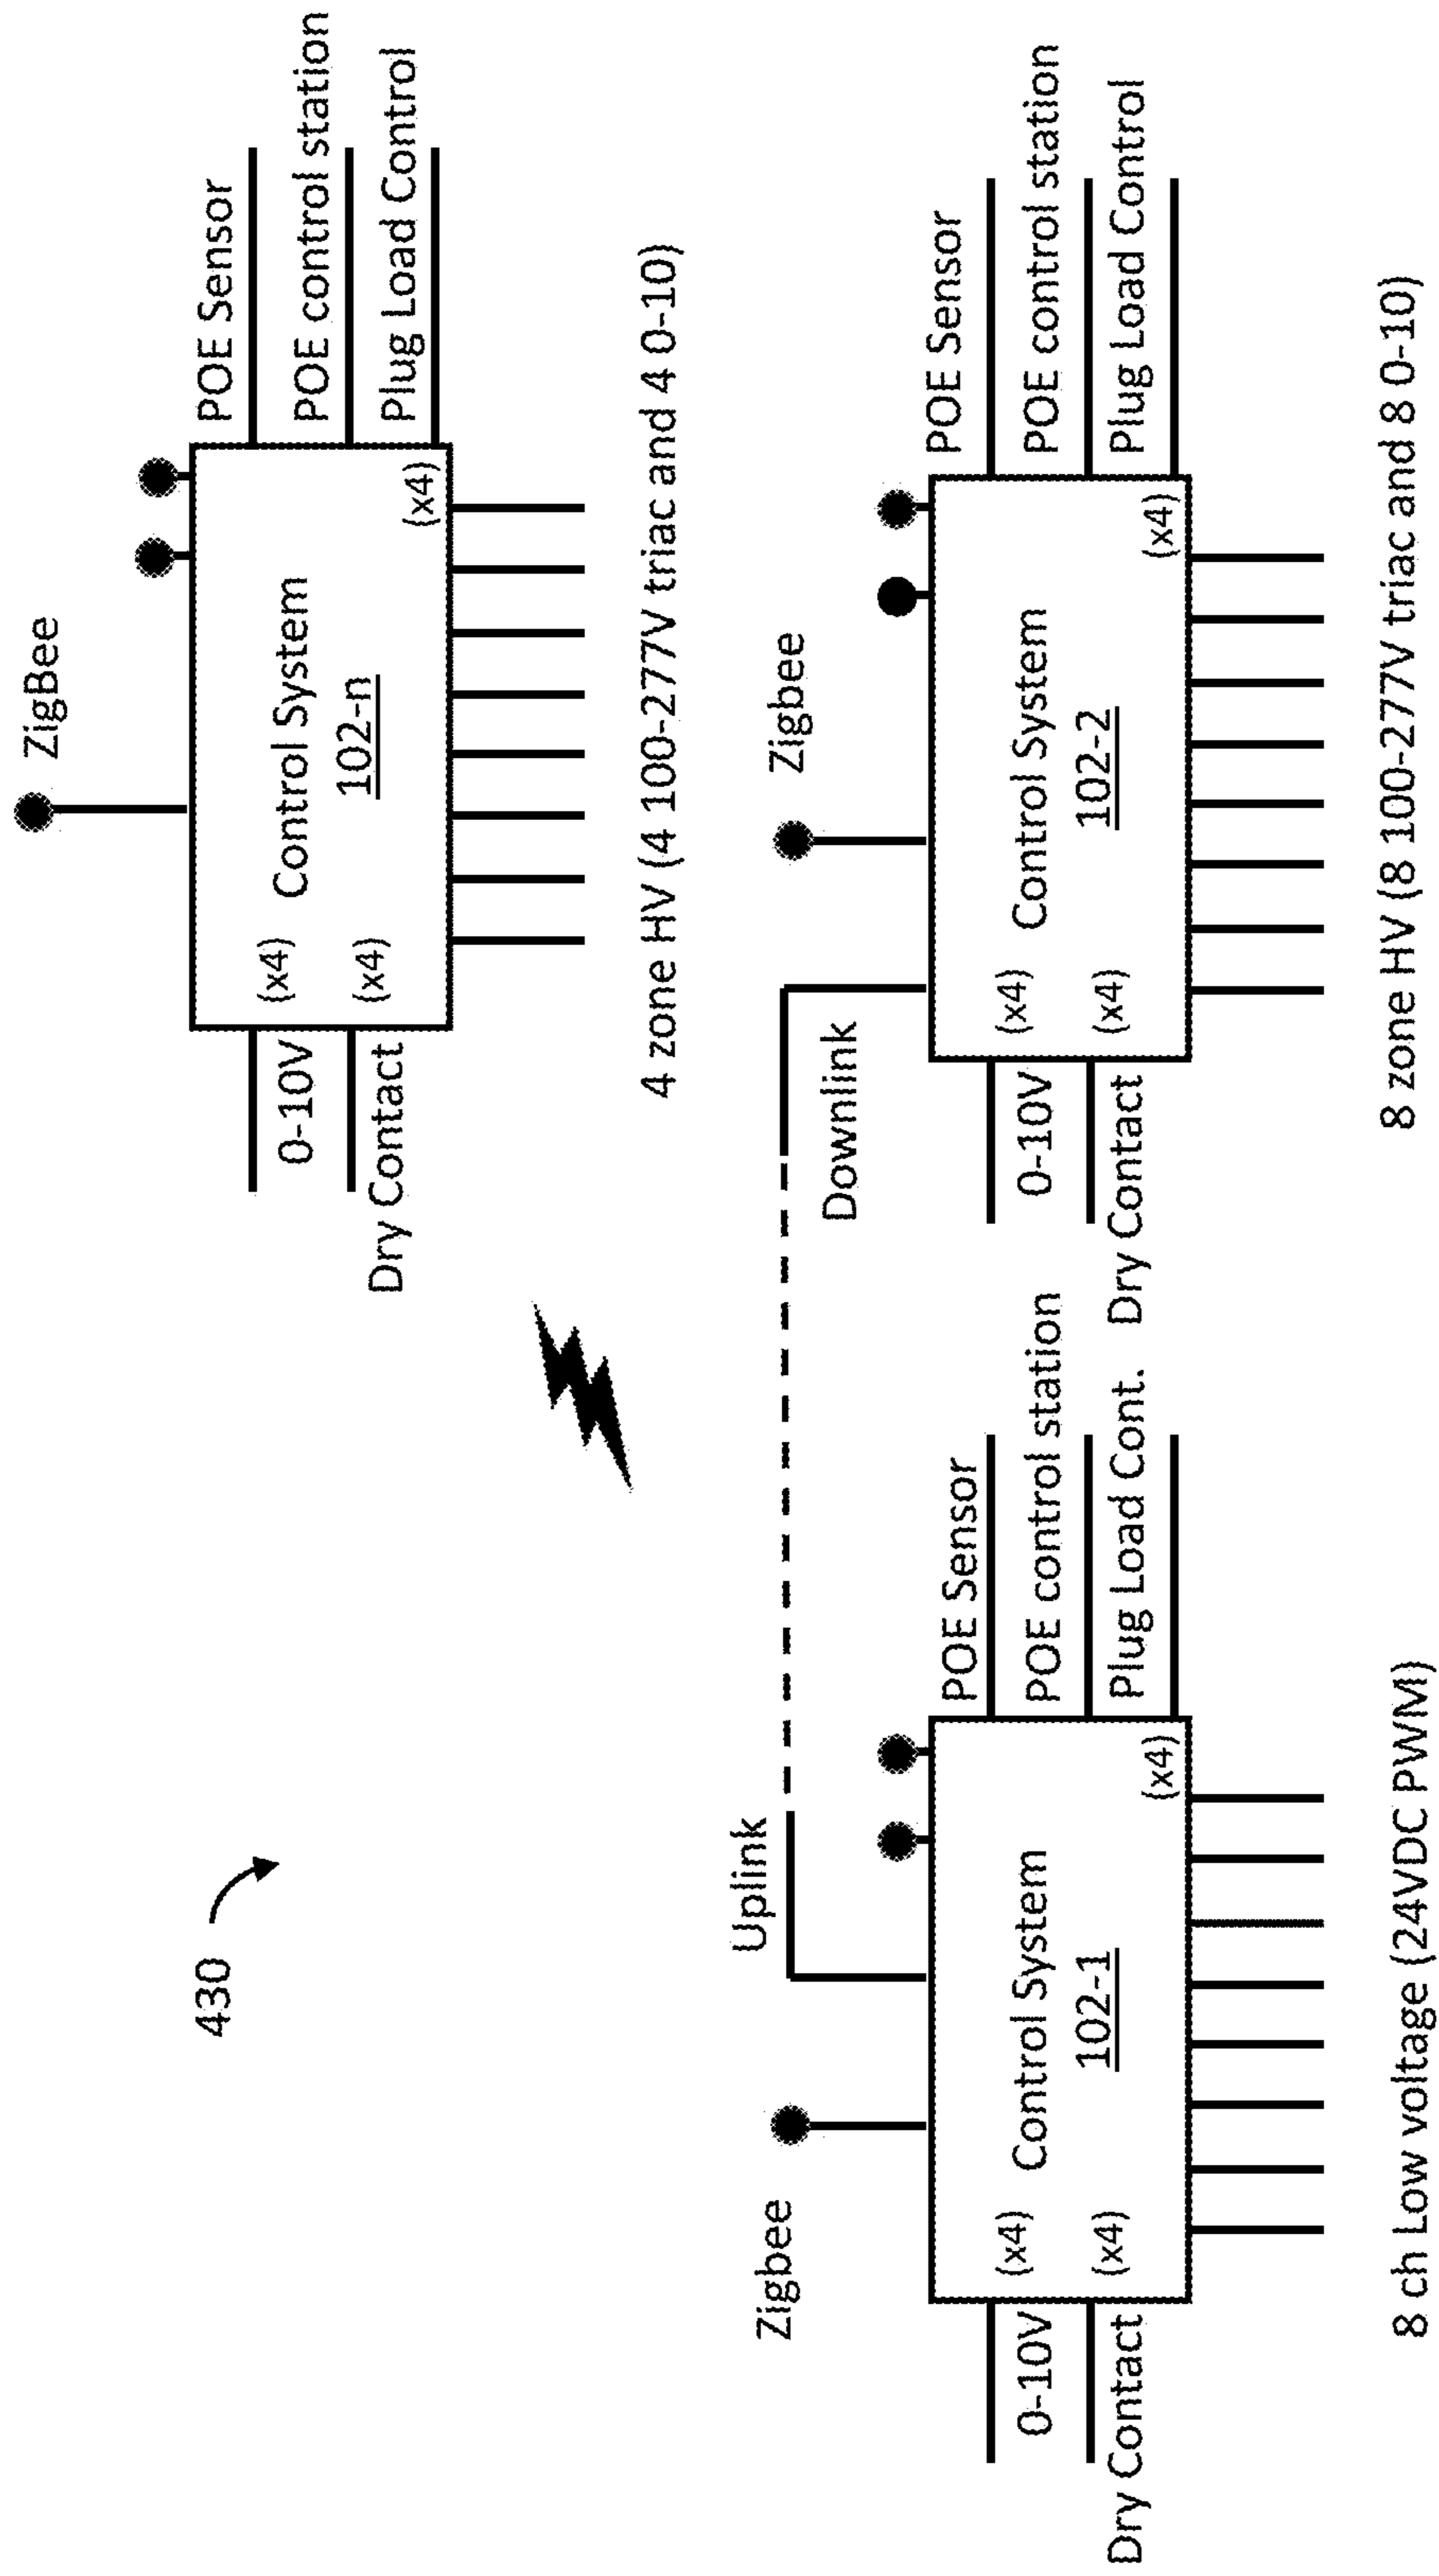 430
ZigBee
Control System
102-n
(x4)
(x4)
(x4)
0-10V
Dry Contact
POE Sensor
POE control station
Plug Load Control
4 zone HV (4 100-277V triac and 4 0-10)
Uplink
Downlink
Zigbee
Control System
102-1
(x4)
(x4)
(x4)
0-10V
Dry Contact
POE Sensor
POE control station
Plug Load Cont.
8 ch Low voltage (24VDC PWM)
Zigbee
Control System
102-2
(x4)
(x4)
(x4)
0-10V
Dry Contact
POE Sensor
POE control station
Plug Load Control
8 zone HV (8 100-277V triac and 8 0-10)